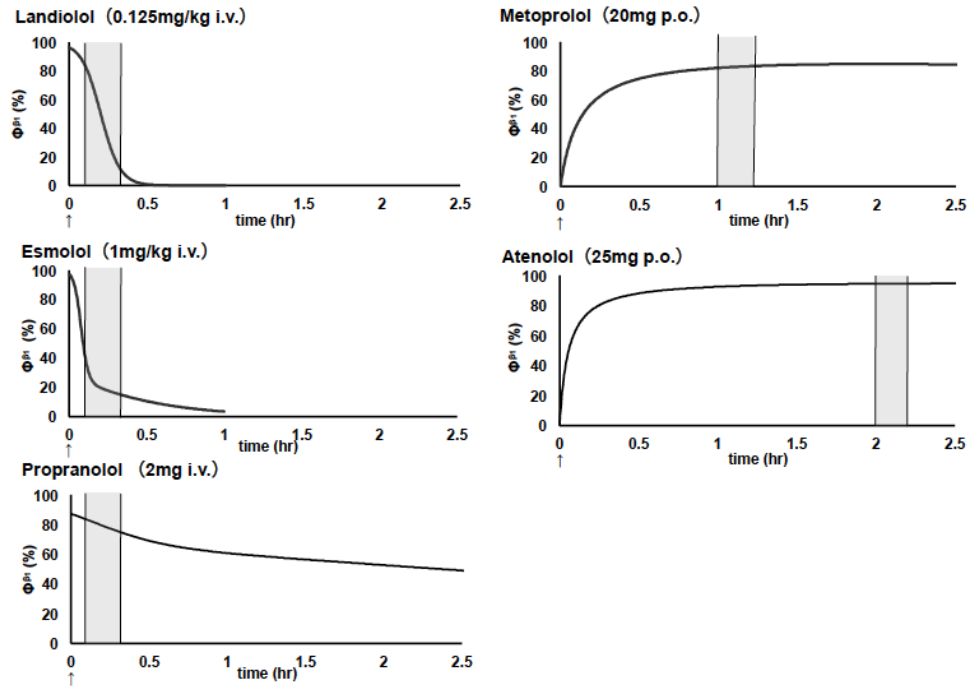 Landiolol（0.125mg/kg i.v.）
100
80
60
40
20
0
Φβ1 (%)
0 0.5 1 1.5 2 2.5
↑
time (hr)
Esmolol（1mg/kg i.v.）
100
80
60
40
20
0
Φβ1 (%)
0 0.5 1 1.5 2 2.5
↑
time (hr)
Propranolol （2mg i.v.）
100
80
60
40
20
0
Φβ1 (%)
0 0.5 1 1.5 2 2.5
↑
time (hr)
Metoprolol（20mg p.o.）
100
80
60
40
20
0
Φβ1 (%)
0 0.5 1 1.5 2 2.5
↑
time (hr)
Atenolol（25mg p.o.）
100
80
60
40
20
0
Φβ1 (%)
0 0.5 1 1.5 2 2.5
↑
time (hr)